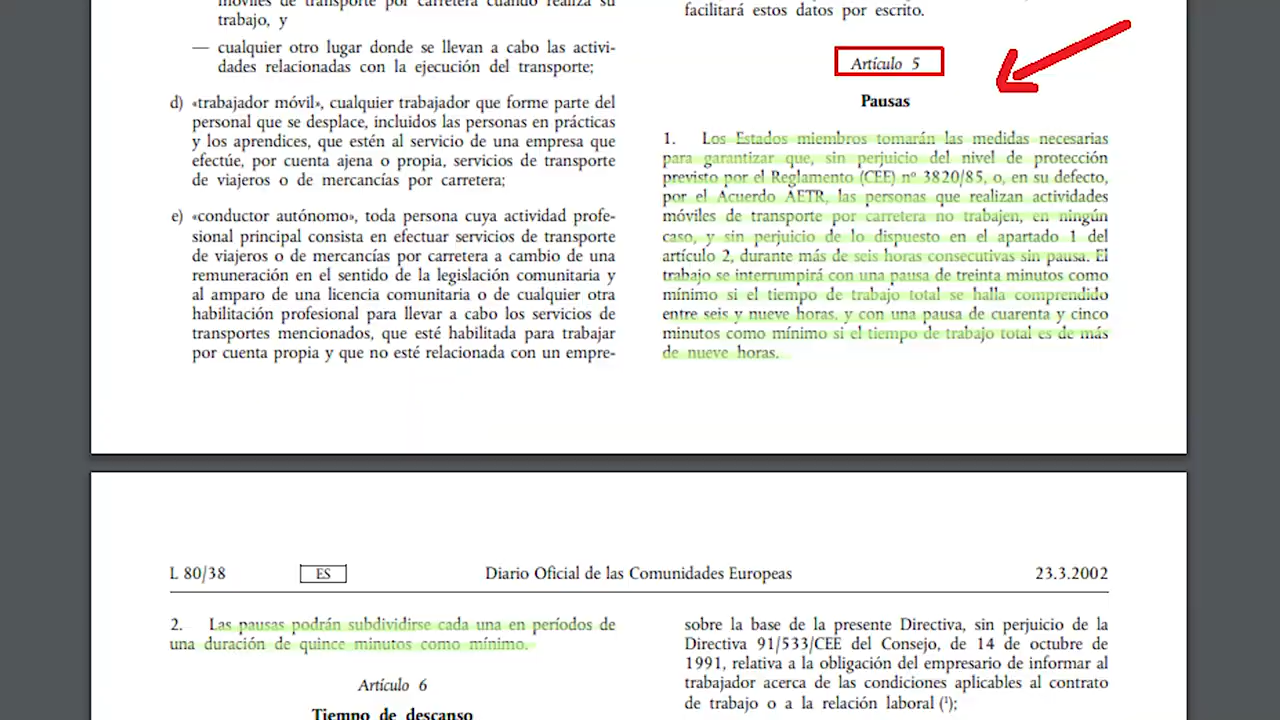 móviles de transporte por carretera cuando realiza su
trabajo, y
— cualquier otro lugar donde se llevan a cabo las activi-
dades relacionadas con la ejecución del transporte;
d) «trabajador móvil», cualquier trabajador que forme parte del
personal que se desplace, incluidos las personas en prácticas
y los aprendices, que estén al servicio de una empresa que
efectúe, por cuenta ajena o propia, servicios de transporte
de viajeros o de mercancías por carretera;
e) «conductor autónomo», toda persona cuya actividad profe-
sional principal consista en efectuar servicios de transporte
de viajeros o de mercancías por carretera a cambio de una
remuneración en el sentido de la legislación comunitaria y
al amparo de una licencia comunitaria o de cualquier otra
habilitación profesional para llevar a cabo los servicios de
transportes mencionados, que esté habilitada para trabajar
por cuenta propia y que no esté relacionada con un empre-
facilitará estos datos por escrito.
Artículo 5
Pausas
1. Los Estados miembros tomarán las medidas necesarias
para garantizar que, sin perjuicio del nivel de protección
previsto por el Reglamento (CEE) nº 3820/85, o, en su defecto,
por el Acuerdo AETR, las personas que realizan actividades
móviles de transporte por carretera no trabajen, en ningún
caso, y sin perjuicio de lo dispuesto en el apartado 1 del
artículo 2, durante más de seis horas consecutivas sin pausa. El
trabajo se interrumpirá con una pausa de treinta minutos como
mínimo si el tiempo de trabajo total se halla comprendido
entre seis y nueve horas, y con una pausa de cuarenta y cinco
minutos como mínimo si el tiempo de trabajo total es de más
de nueve horas.
L 80/38 ES Diario Oficial de las Comunidades Europeas 23.3.2002
2. Las pausas podrán subdividirse cada una en períodos de
una duración de quince minutos como mínimo.
Artículo 6
Tiempo de descanso
sobre la base de la presente Directiva, sin perjuicio de la
Directiva 91/533/CEE del Consejo, de 14 de octubre de
1991, relativa a la obligación del empresario de informar al
trabajador acerca de las condiciones aplicables al contrato
de trabajo o a la relación laboral (¹);